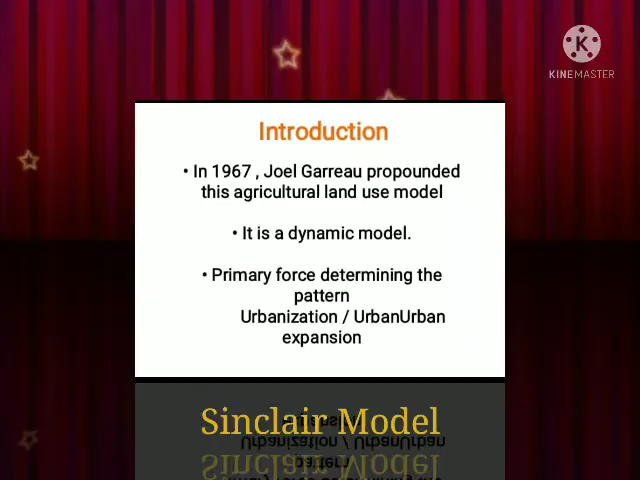 KINEMASTER
Introduction
• In 1967 , Joel Garreau propounded
this agricultural land use model
• It is a dynamic model.
• Primary force determining the
pattern
Urbanization / UrbanUrban
expansion
Sinclair Model